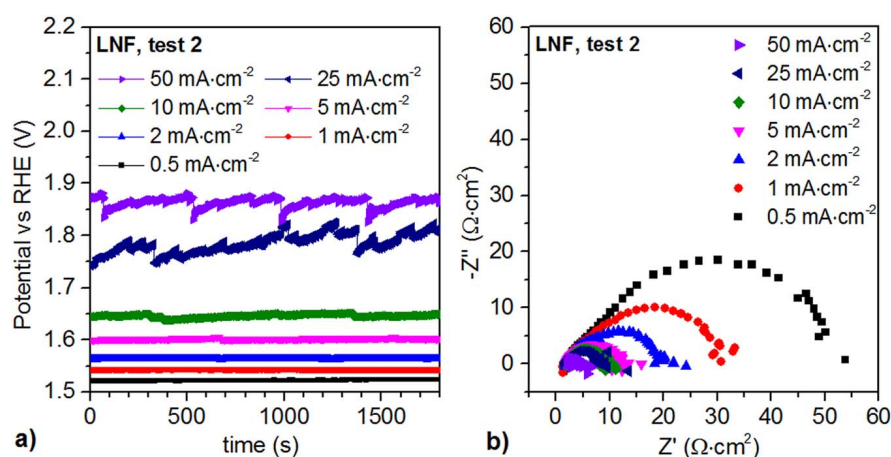 LNF, test 2
50 mA·cm⁻² 25 mA·cm⁻²
10 mA·cm⁻² 5 mA·cm⁻²
2 mA·cm⁻² 1 mA·cm⁻²
0.5 mA·cm⁻²
Potential vs RHE (V)
2.2
2.1
2.0
1.9
1.8
1.7
1.6
1.5
0 500 1000 1500
time (s)
a)
LNF, test 2
50 mA·cm⁻²
25 mA·cm⁻²
10 mA·cm⁻²
5 mA·cm⁻²
2 mA·cm⁻²
1 mA·cm⁻²
0.5 mA·cm⁻²
-Z'' (Ω·cm²)
60
50
40
30
20
10
0
0 10 20 30 40 50 60
Z' (Ω·cm²)
b)